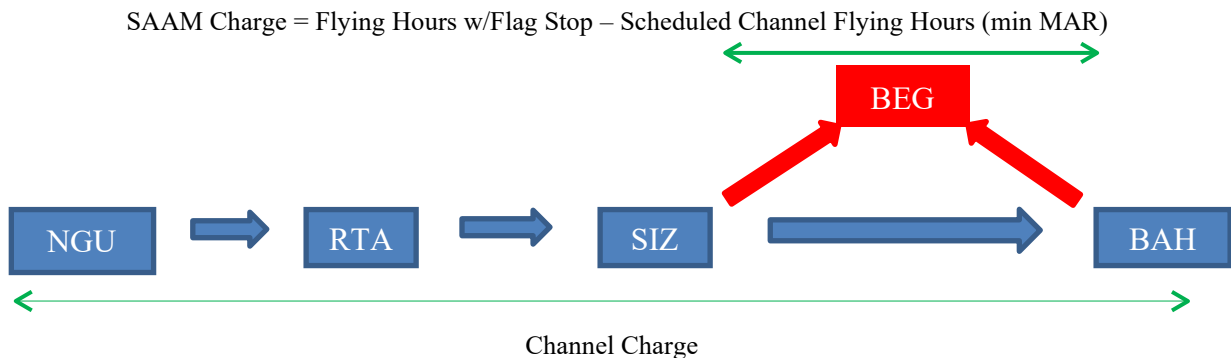 SAAM Charge = Flying Hours w/Flag Stop – Scheduled Channel Flying Hours (min MAR)
BEG
NGU
RTA
SIZ
BAH
Channel Charge